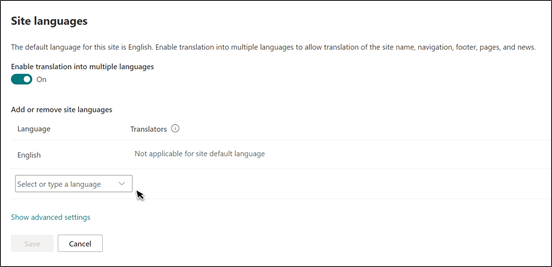 Site languages
The default language for this site is English. Enable translation into multiple languages to allow translation of the site name, navigation, footer, pages, and news.
Enable translation into multiple languages
On
Add or remove site languages
Language Translators
English Not applicable for site default language
Select or type a language
Show advanced settings
Save Cancel